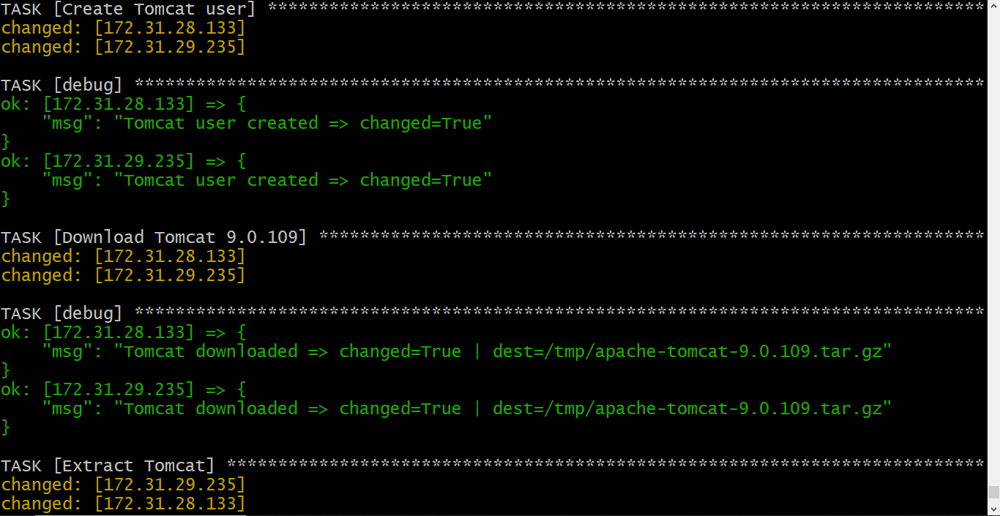 TASK [Create Tomcat user] **********************************************************************
changed: [172.31.28.133]
changed: [172.31.29.235]
TASK [debug] ***********************************************************************************
ok: [172.31.28.133] => {
    "msg": "Tomcat user created => changed=True"
}
ok: [172.31.29.235] => {
    "msg": "Tomcat user created => changed=True"
}
TASK [Download Tomcat 9.0.109] *****************************************************************
changed: [172.31.28.133]
changed: [172.31.29.235]
TASK [debug] ***********************************************************************************
ok: [172.31.28.133] => {
    "msg": "Tomcat downloaded => changed=True | dest=/tmp/apache-tomcat-9.0.109.tar.gz"
}
ok: [172.31.29.235] => {
    "msg": "Tomcat downloaded => changed=True | dest=/tmp/apache-tomcat-9.0.109.tar.gz"
}
TASK [Extract Tomcat] **************************************************************************
changed: [172.31.29.235]
changed: [172.31.28.133]